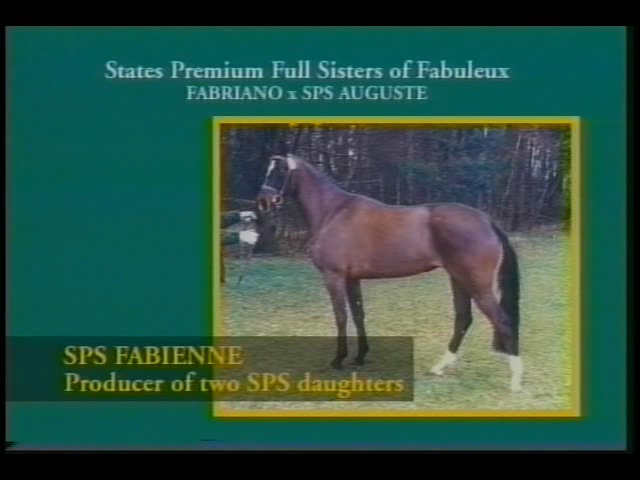 States Premium Full Sisters of Fabuleux
FABRIANO x SPS AUGUSTE
SPS FABIENNE
Producer of two SPS daughters